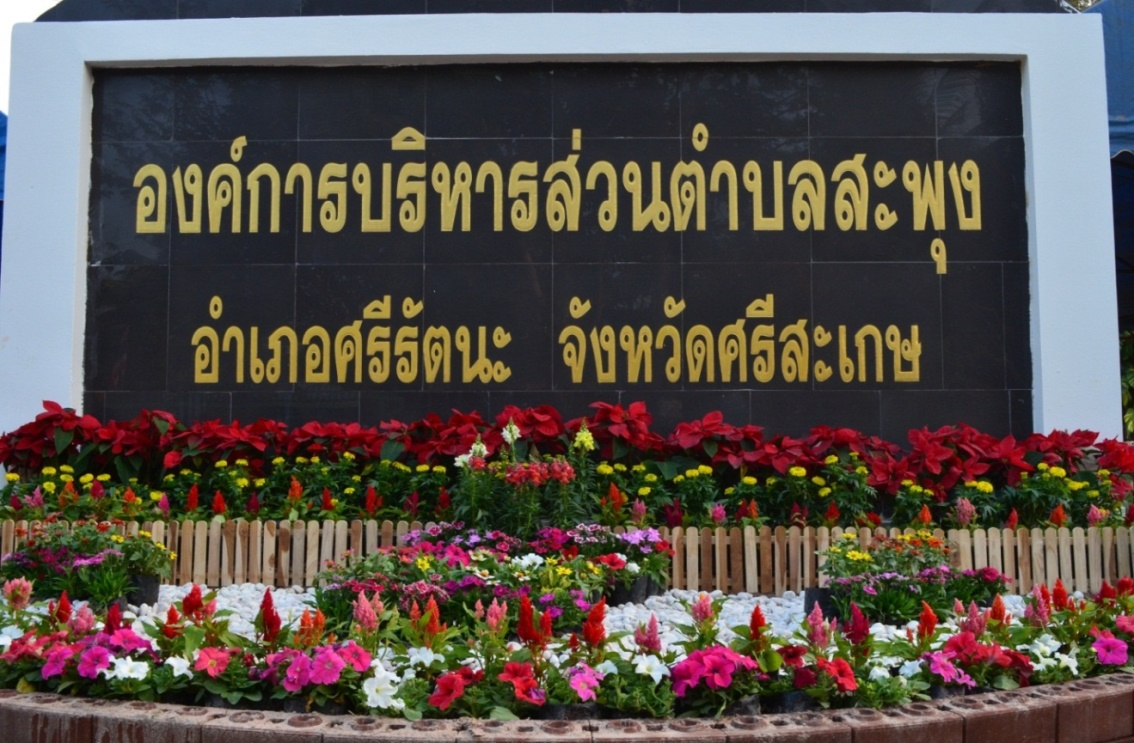 องค์การบริหารส่วนตำบลสะพุง
อำเภอศรีรัตนะ จังหวัดศรีสะเกษ